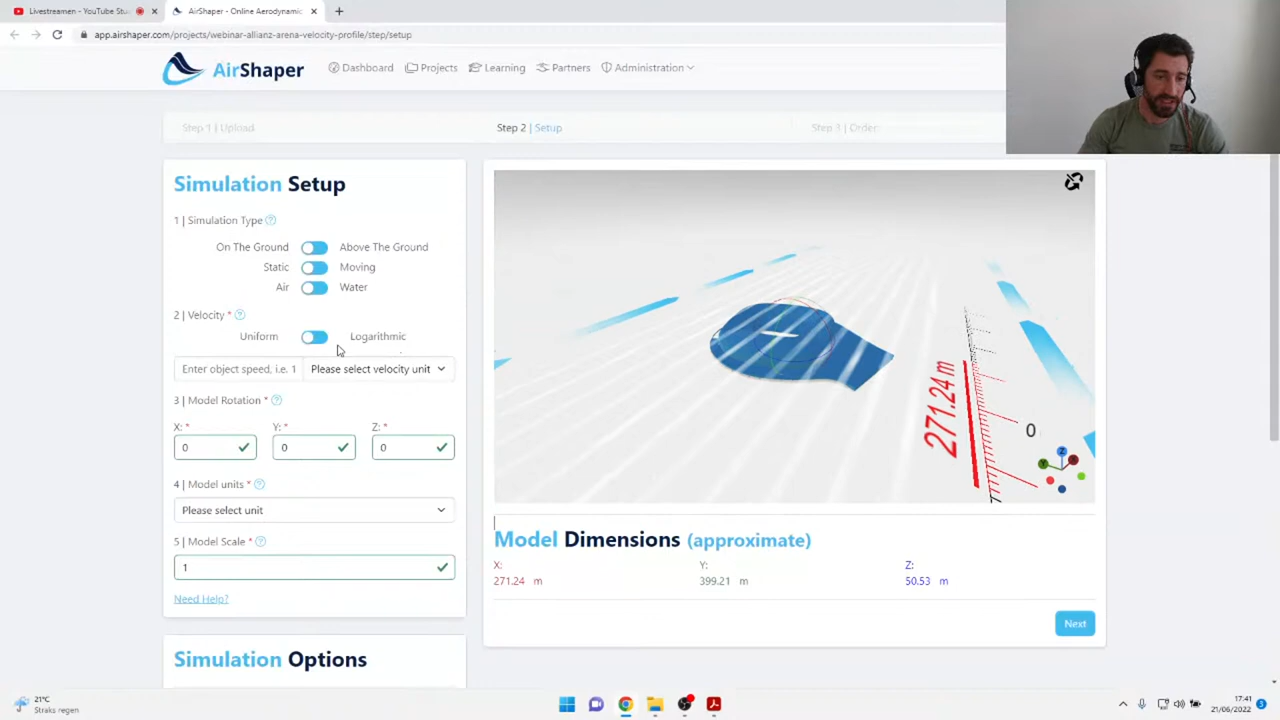 Livestreamen - YouTube Stu
AirShaper - Online Aerodynamic
app.airshaper.com/projects/webinar-allianz-arena-velocity-profile/step/setup
AirShaper
Dashboard
Projects
Learning
Partners
Administration
Step 1 | Upload
Step 2 | Setup
Step 3 | Order
Simulation Setup
1 | Simulation Type
On The Ground
Above The Ground
Static
Moving
Air
Water
2 | Velocity *
Uniform
Logarithmic
Enter object speed, i.e. 1
Please select velocity unit
3 | Model Rotation *
X: *
Y: *
Z: *
0
0
0
4 | Model units *
Please select unit
5 | Model Scale *
1
Need Help?
Simulation Options
271.24 m
0
Z
X
Y
Model Dimensions (approximate)
X:
Y:
Z:
271.24 m
399.21 m
50.53 m
Next
21°C
Straks regen
17:41
21/06/2022
3